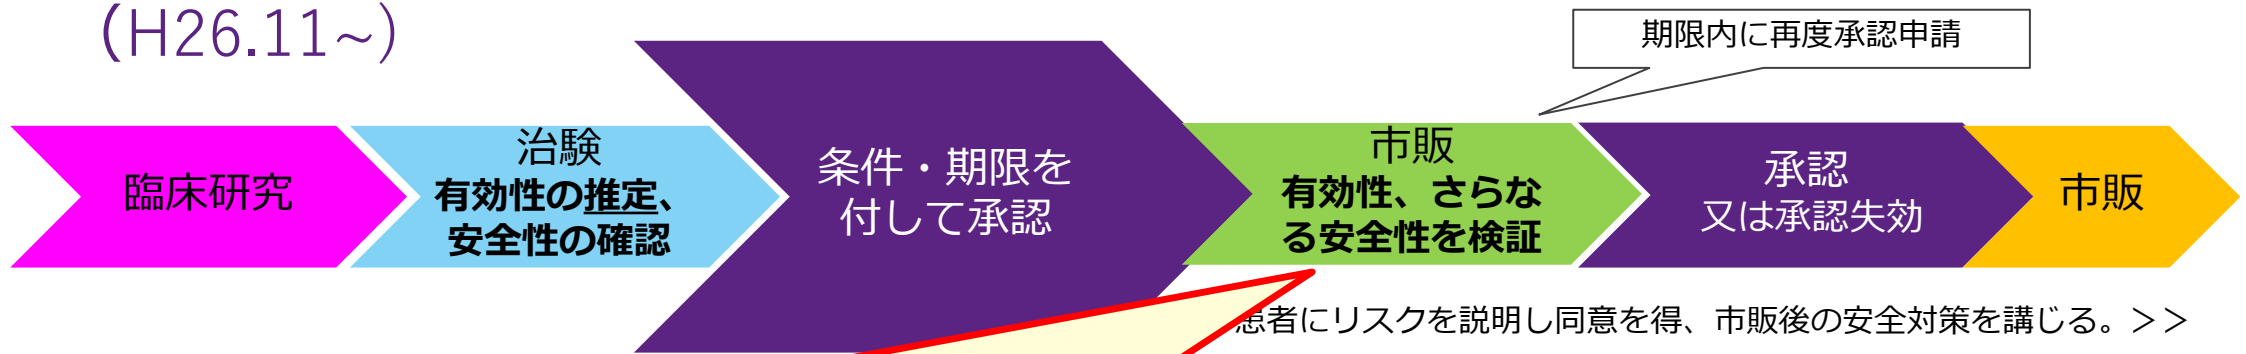 (H26.11~)
期限内に再度承認申請
臨床研究
治験
有効性の推定、
安全性の確認
条件・期限を
付して承認
市販
有効性、さらな
る安全性を検証
承認
又は承認失効
市販
患者にリスクを説明し同意を得、市販後の安全対策を講じる。>>